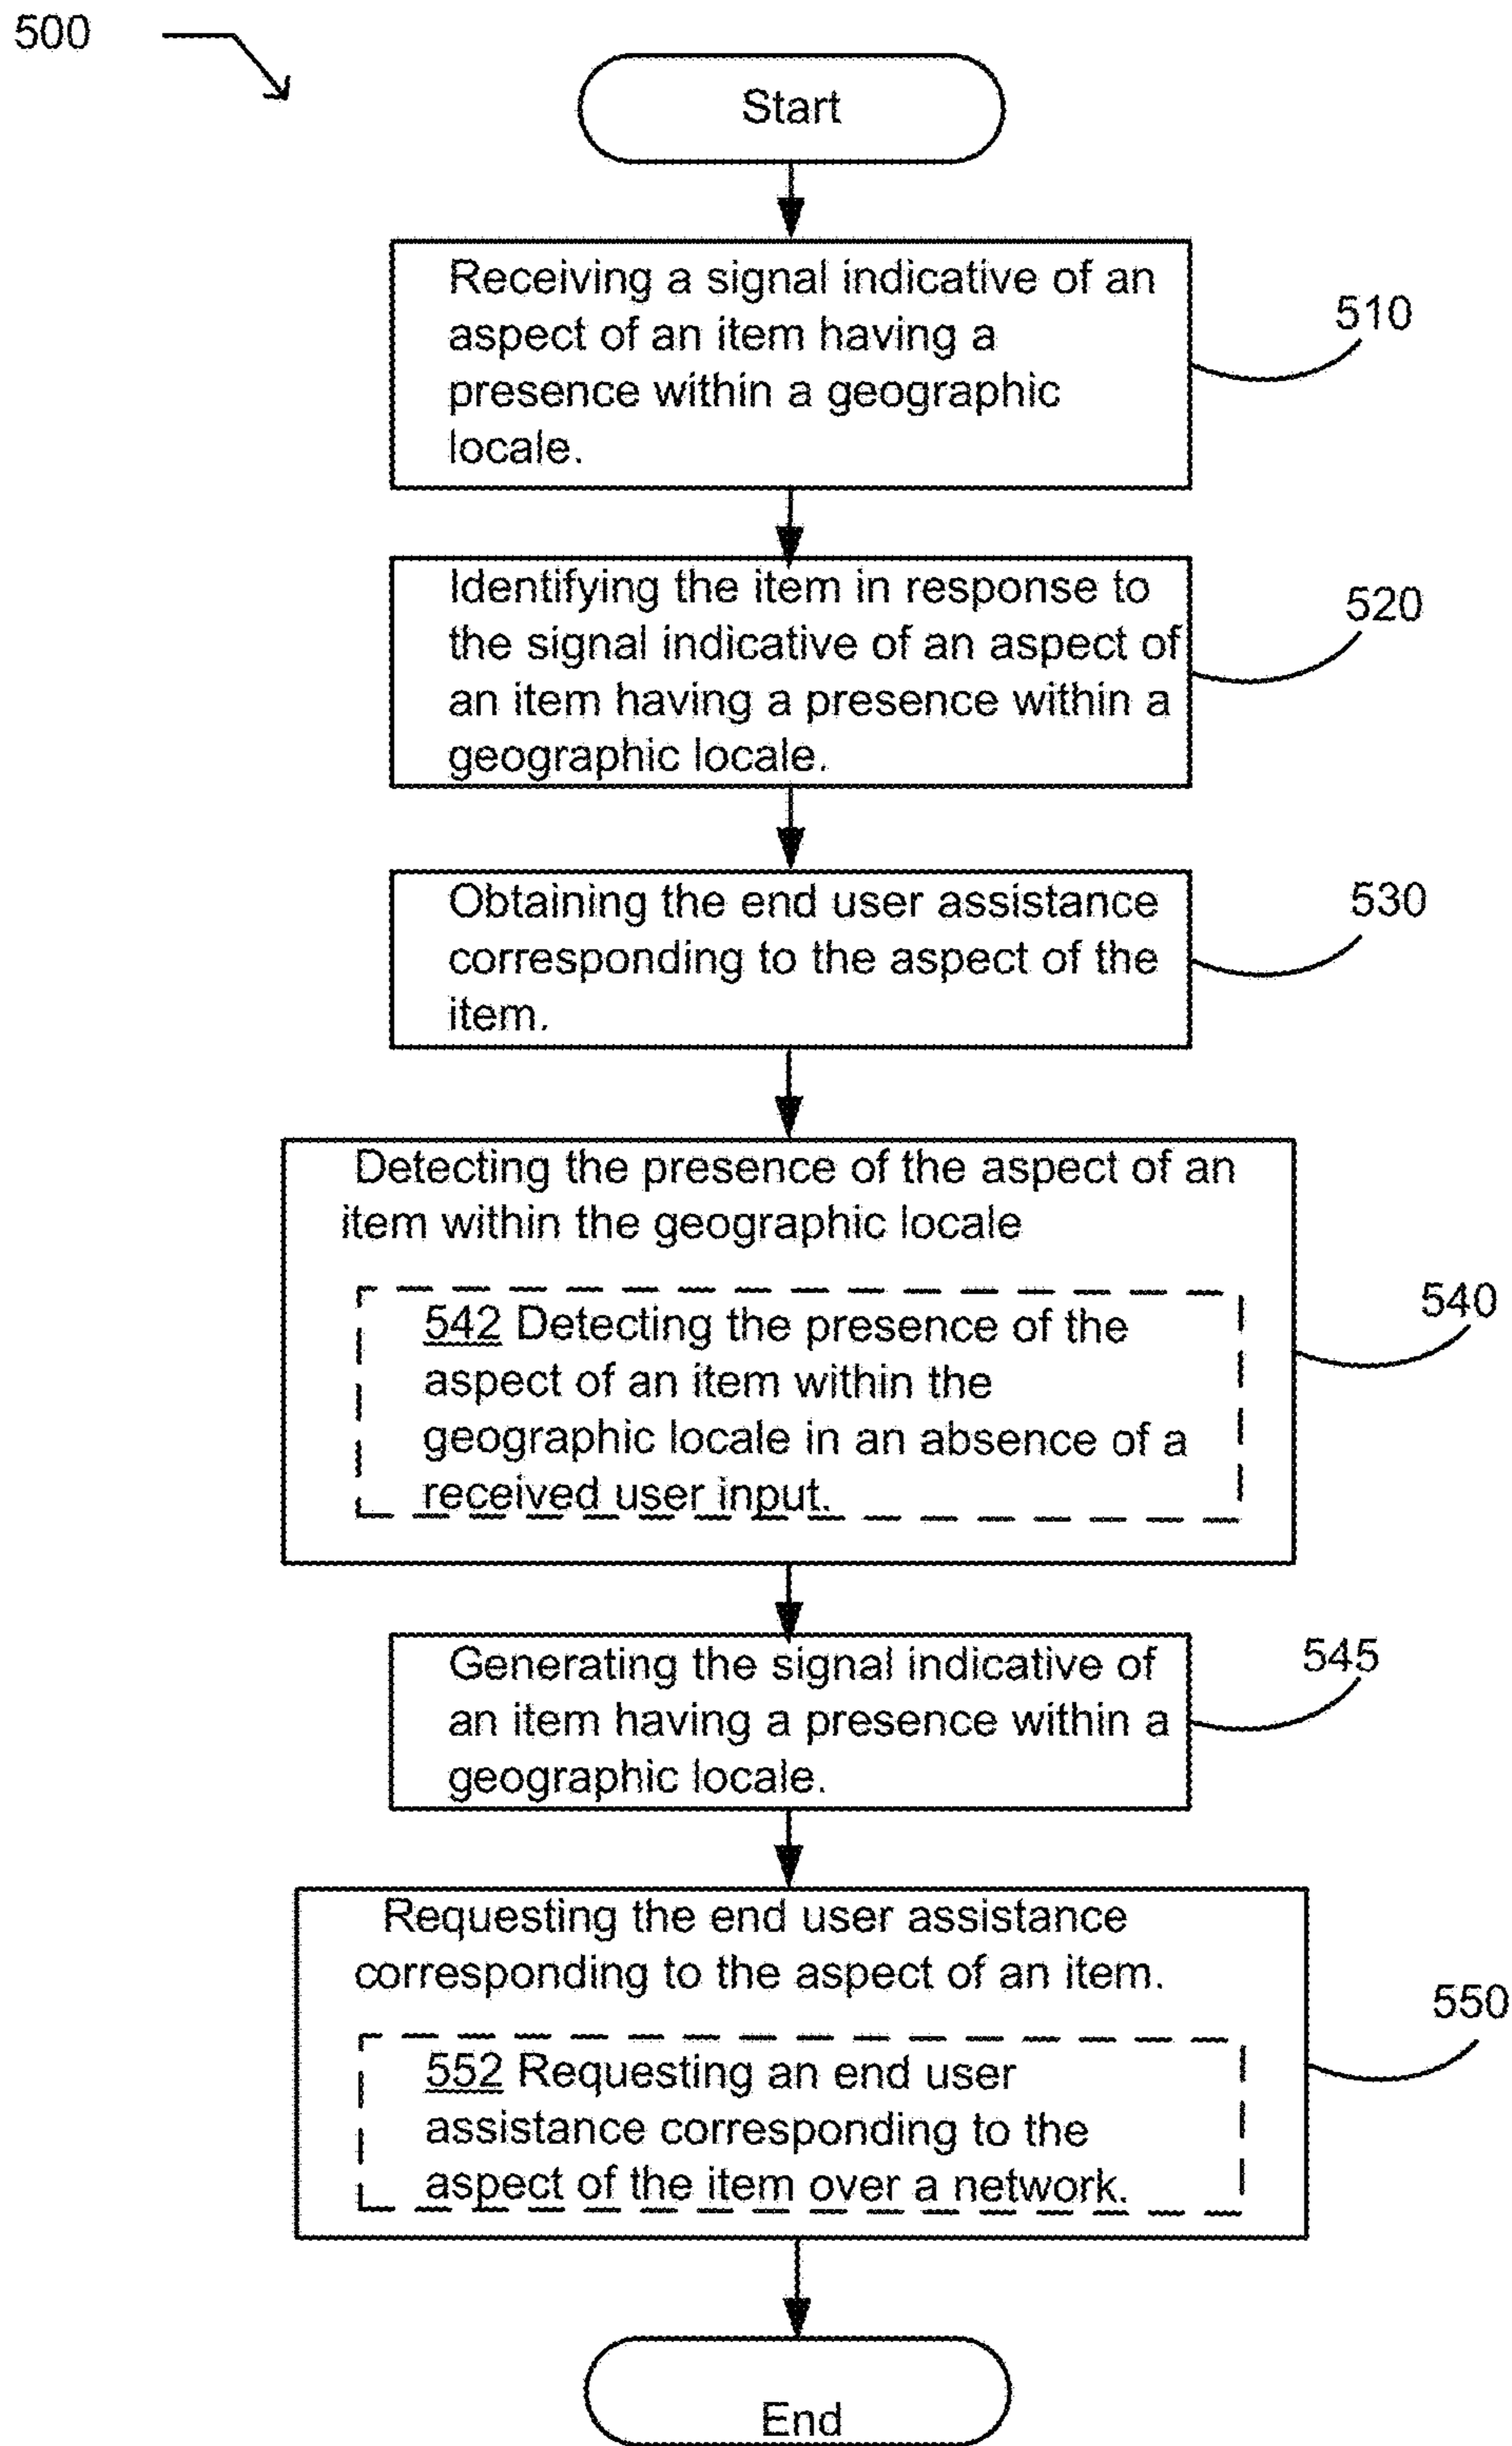 500
Start
Receiving a signal indicative of an
aspect of an item having a
presence within a geographic
locale.
510
Identifying the item in response to
the signal indicative of an aspect of
an item having a presence within a
geographic locale.
520
Obtaining the end user assistance
corresponding to the aspect of the
item.
530
Detecting the presence of the aspect of an
item within the geographic locale
542 Detecting the presence of the
aspect of an item within the
geographic locale in an absence of a
received user input.
540
Generating the signal indicative of
an item having a presence within a
geographic locale.
545
Requesting the end user assistance
corresponding to the aspect of an item.
552 Requesting an end user
assistance corresponding to the
aspect of the item over a network.
550
End